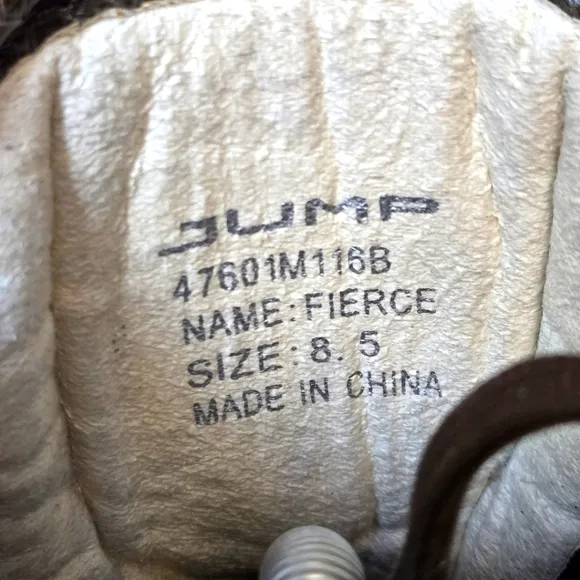 JUMP
47601M116B
NAME: FIERCE
SIZE: 8. 5
MADE IN CHINA